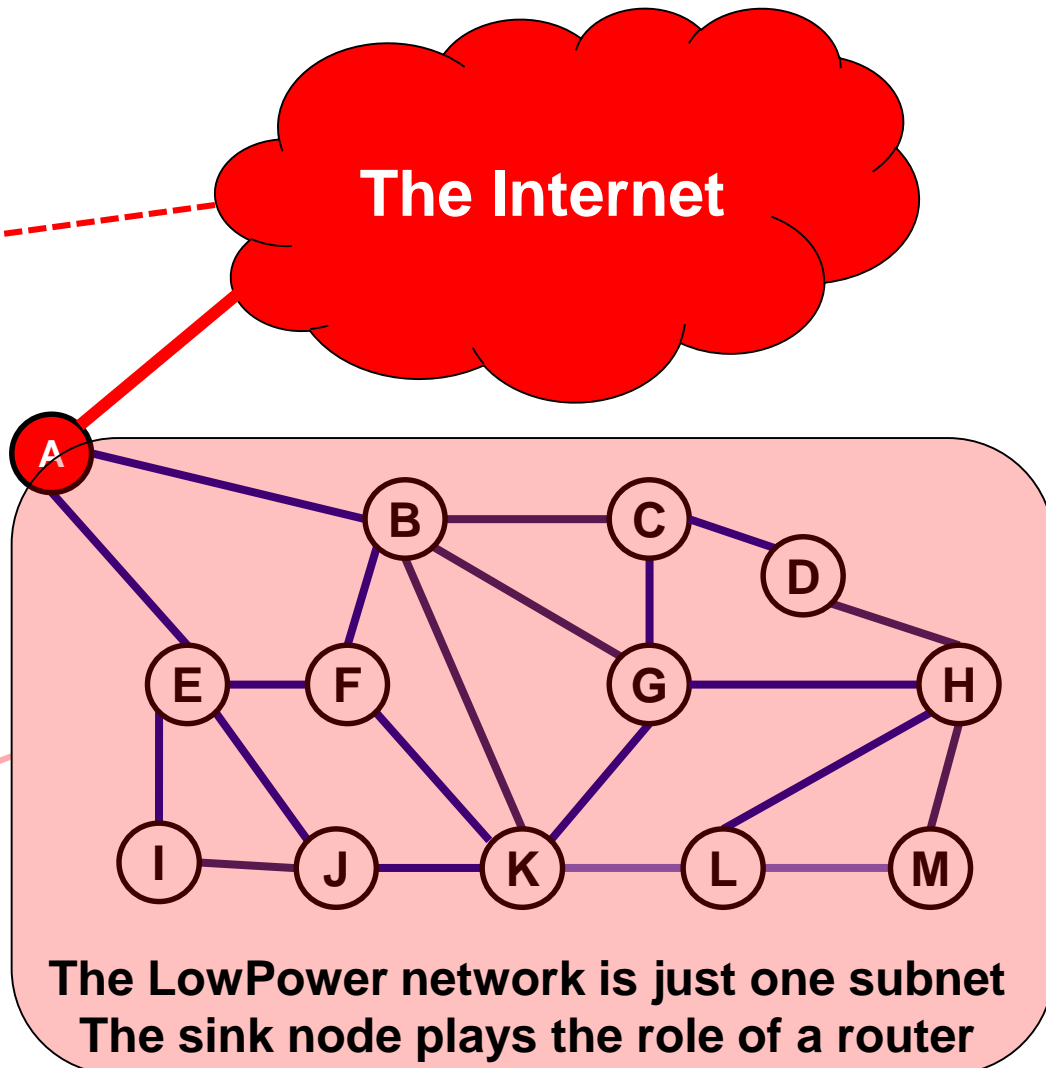 The Internet
A
B
C
D
E
F
G
H
I
J
K
L
M
The LowPower network is just one subnet
The sink node plays the role of a router